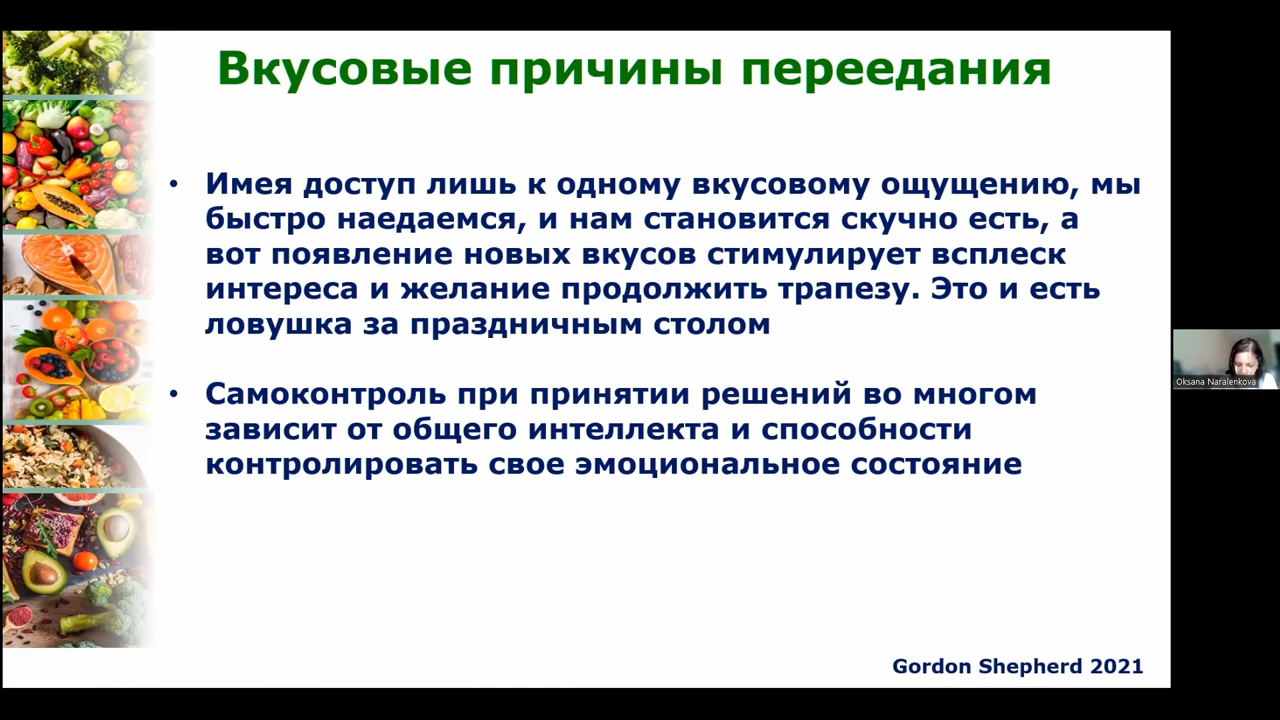 Вкусовые причины переедания
• Имея доступ лишь к одному вкусовому ощущению, мы
быстро наедаемся, и нам становится скучно есть, а
вот появление новых вкусов стимулирует всплеск
интереса и желание продолжить трапезу. Это и есть
ловушка за праздничным столом
• Самоконтроль при принятии решений во многом
зависит от общего интеллекта и способности
контролировать свое эмоциональное состояние
Gordon Shepherd 2021
Oksana Naralenkova